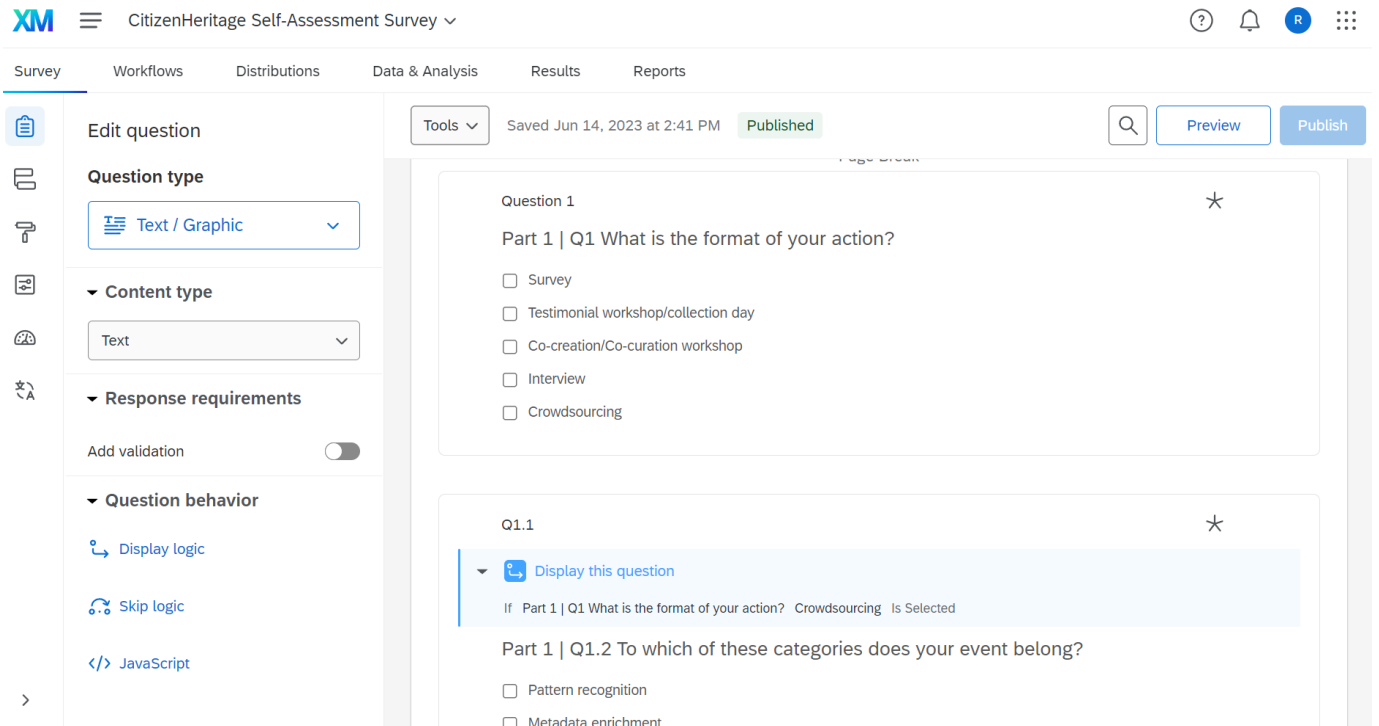 XM CitizenHeritage Self-Assessment Survey ? R
Survey Workflows Distributions Data & Analysis Results Reports
Edit question
Tools Saved Jun 14, 2023 at 2:41 PM Published Preview Publish
Page Break
Question type
Text / Graphic
Content type
Text
Response requirements
Add validation
Question behavior
Display logic
Skip logic
</> JavaScript
Question 1
Part 1 | Q1 What is the format of your action?
Survey
Testimonial workshop/collection day
Co-creation/Co-curation workshop
Interview
Crowdsourcing
Q1.1
Display this question
If Part 1 | Q1 What is the format of your action? Crowdsourcing Is Selected
Part 1 | Q1.2 To which of these categories does your event belong?
Pattern recognition
Metadata enrichment